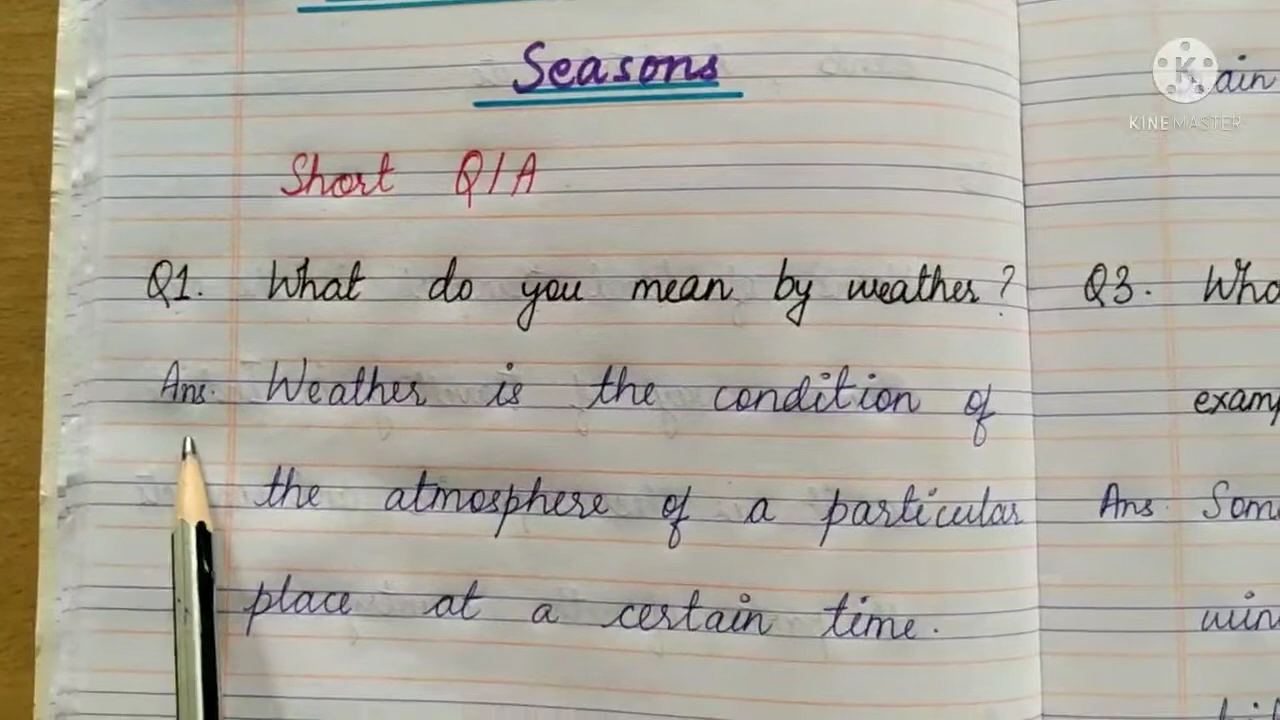 Seasons
Short Q/A
Q1. What do you mean by weather?
Ans. Weather is the condition of
the atmosphere of a particular
place at a certain time.
KINEMASTER
Q3.
Ans.